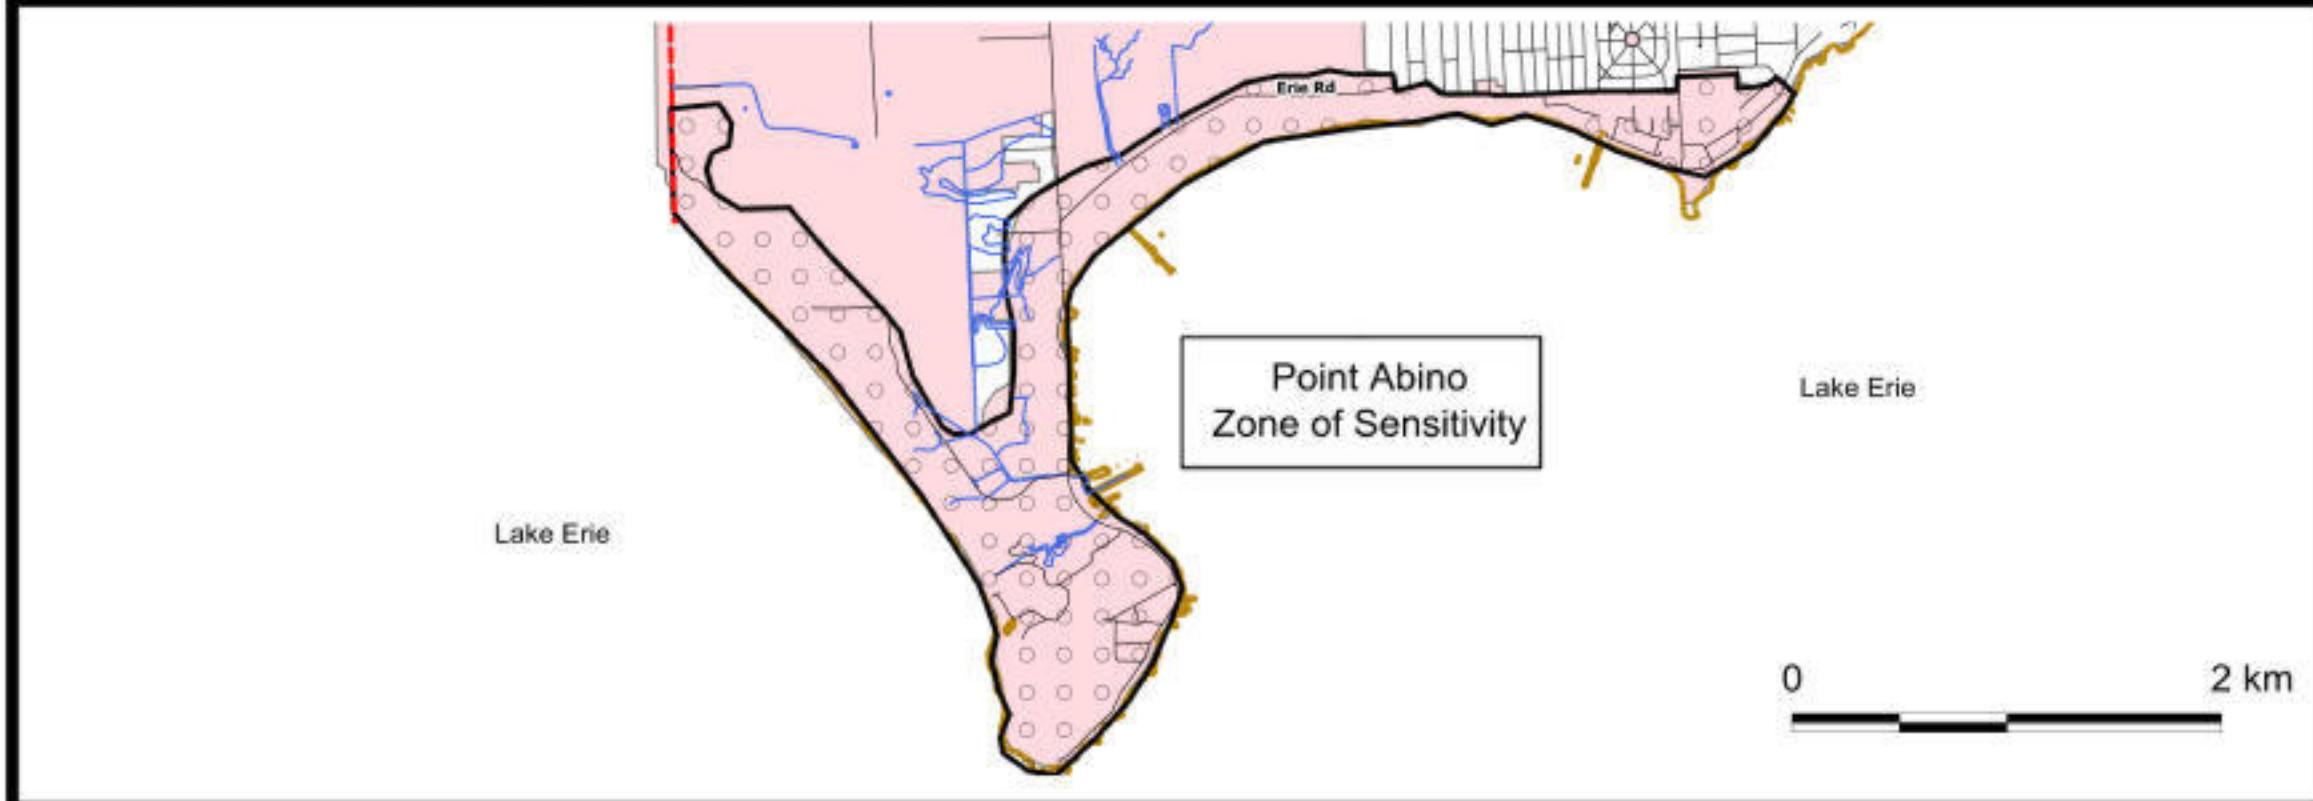 Erie Rd
Point Abino
Zone of Sensitivity
Lake Erie
Lake Erie
0 2 km